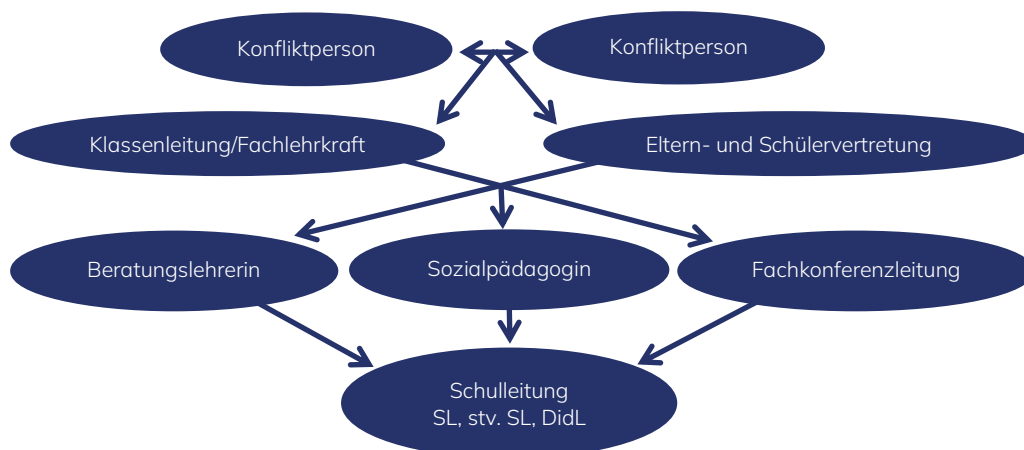 Konfliktperson
Konfliktperson
Klassenleitung/Fachlehrkraft
Eltern- und Schülervertretung
Beratungslehrerin
Sozialpädagogin
Fachkonferenzleitung
Schulleitung
SL, stv. SL, DidL